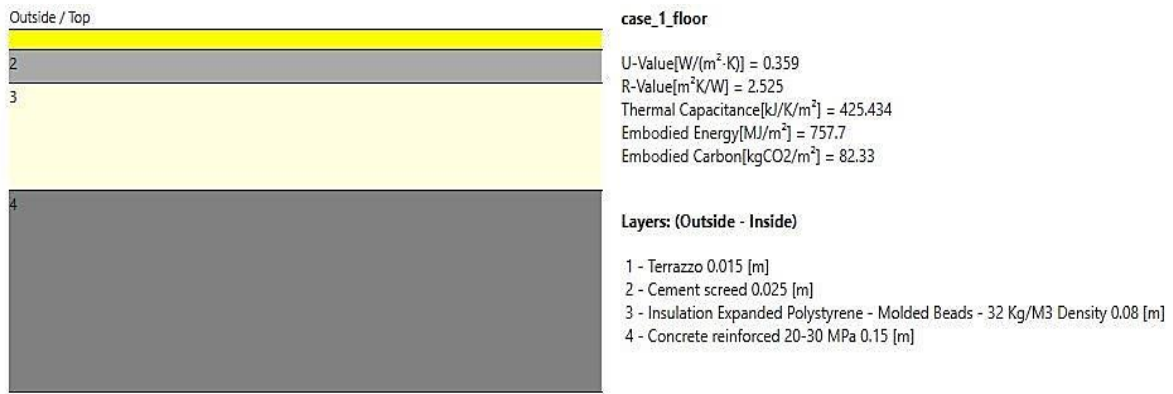 Outside / Top
2
3
4
case_1_floor
U-Value[W/(m²·K)] = 0.359
R-Value[m²K/W] = 2.525
Thermal Capacitance[kJ/K/m²] = 425.434
Embodied Energy[MJ/m²] = 757.7
Embodied Carbon[kgCO2/m²] = 82.33
Layers: (Outside - Inside)
1 - Terrazzo 0.015 [m]
2 - Cement screed 0.025 [m]
3 - Insulation Expanded Polystyrene - Molded Beads - 32 Kg/M3 Density 0.08 [m]
4 - Concrete reinforced 20-30 MPa 0.15 [m]